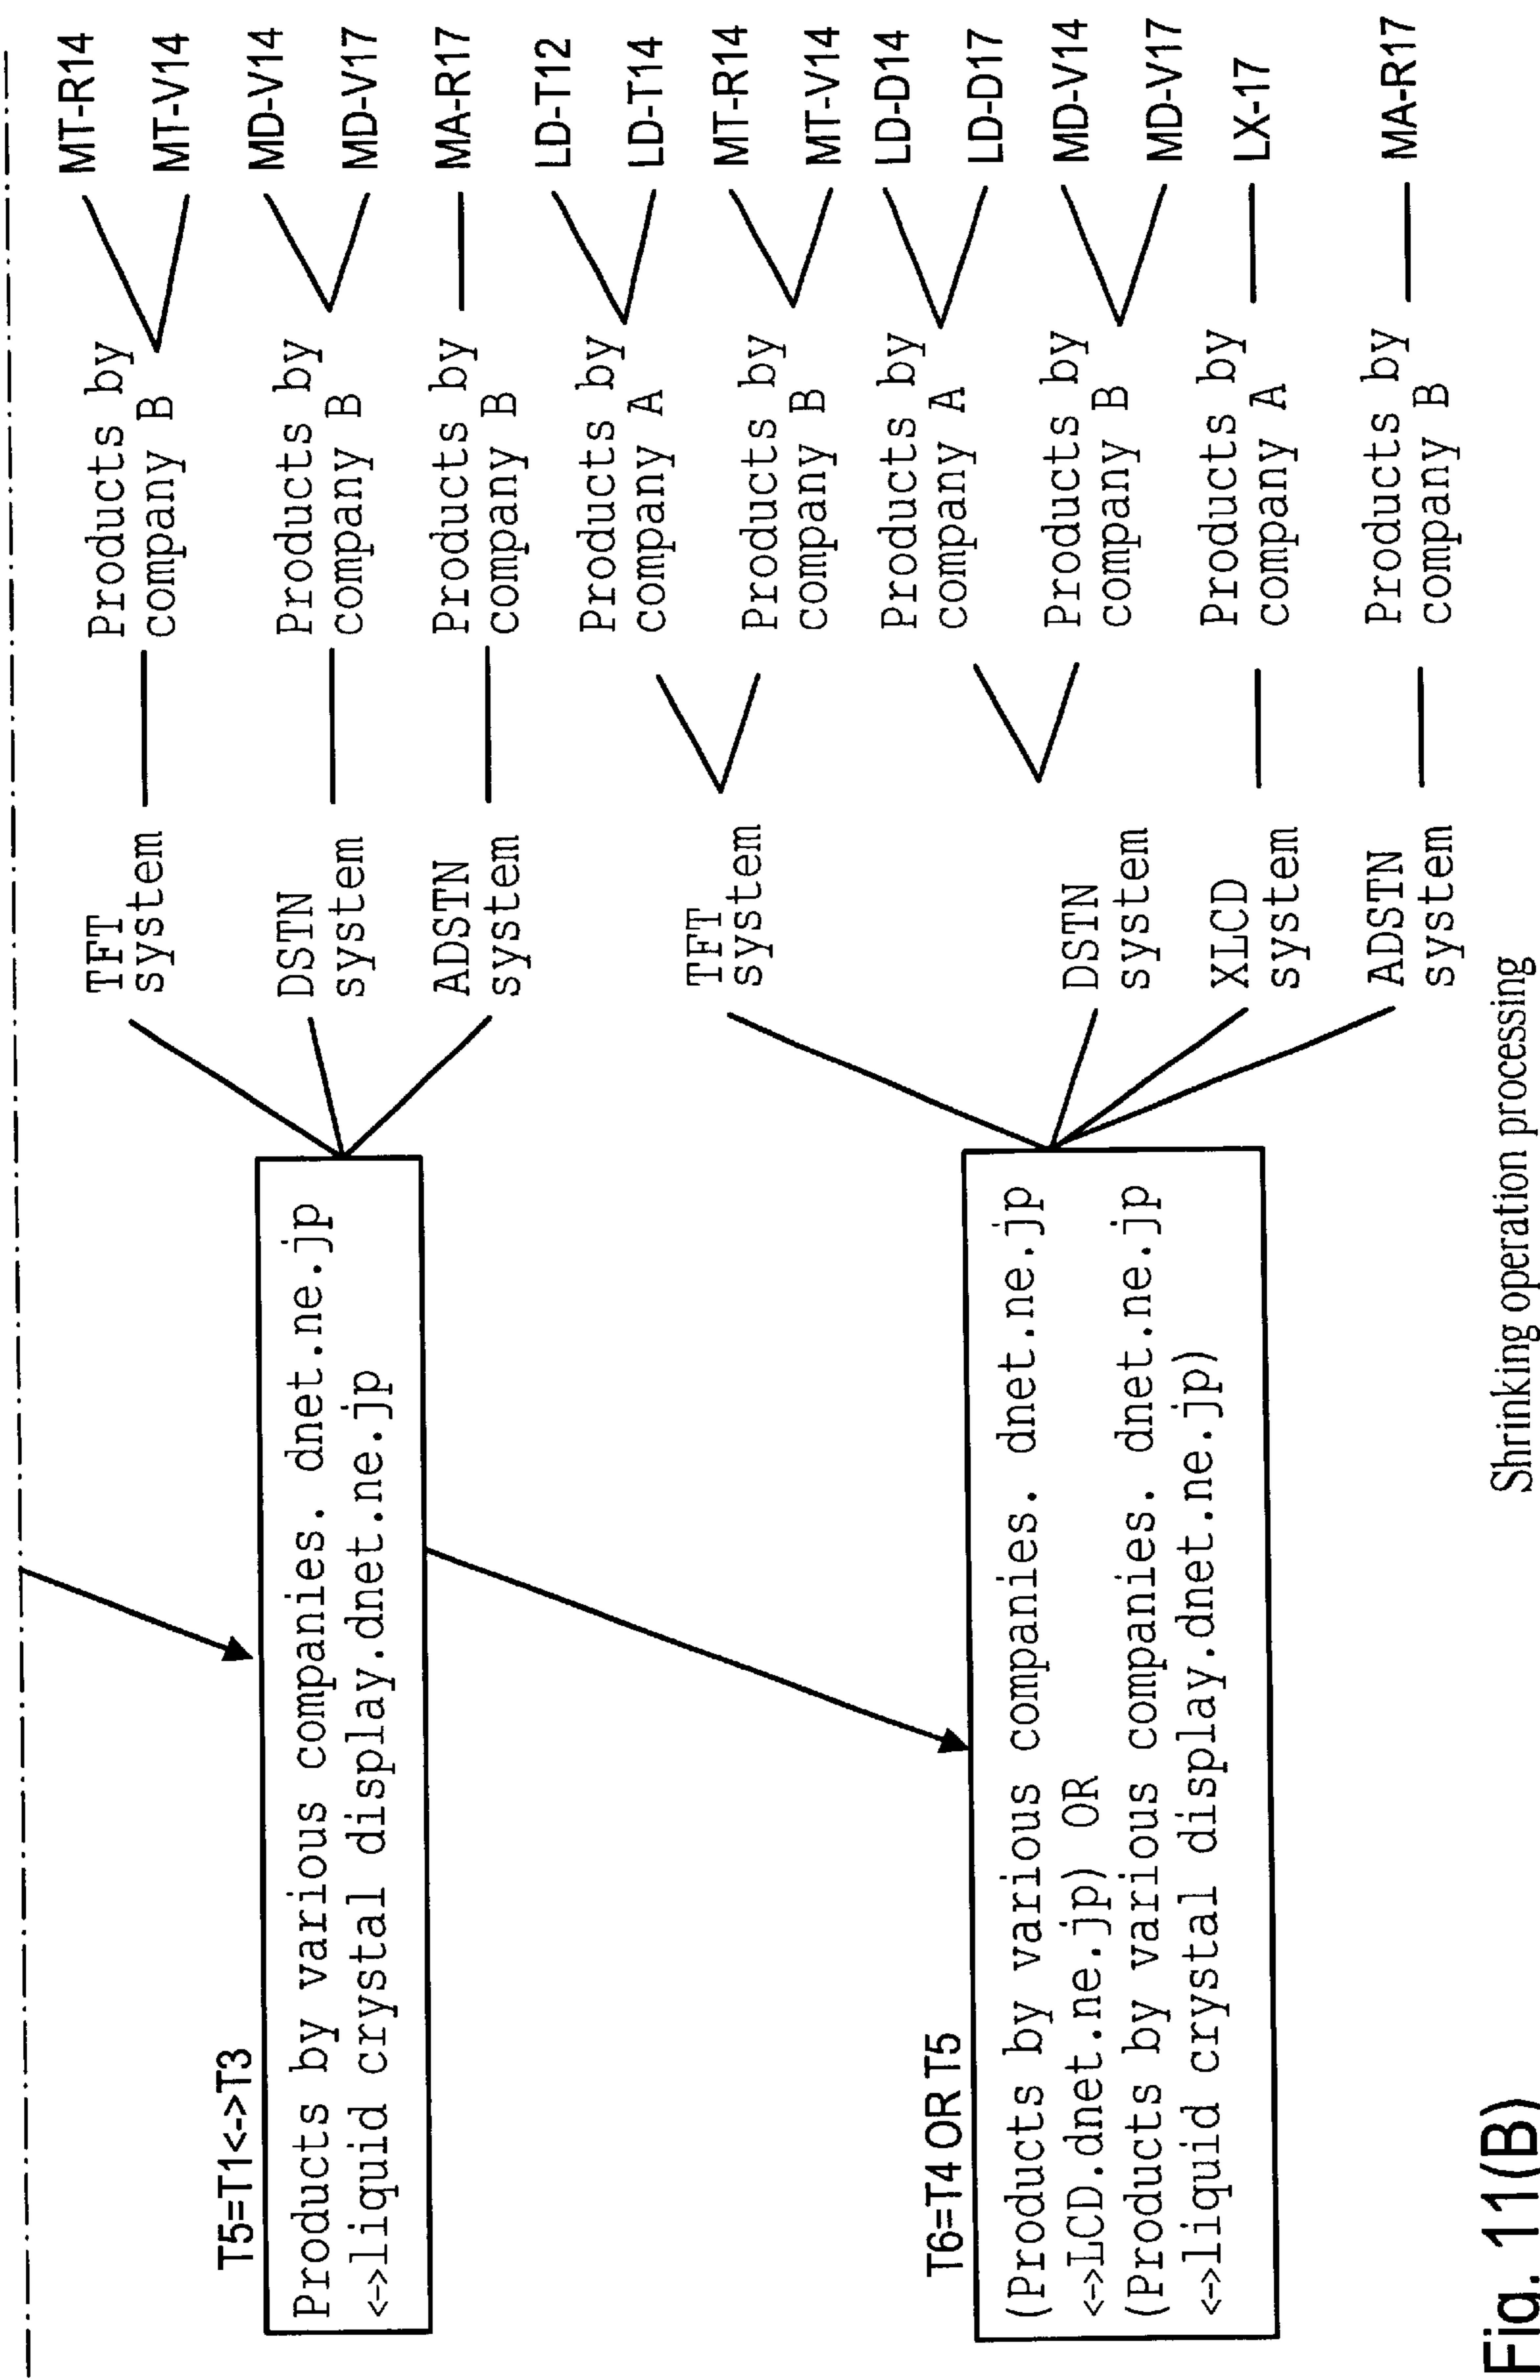 T5=T1<->T3
Products by various companies. dnet.ne.jp
<->liquid crystal display.dnet.ne.jp
TFT
system
Products by
company B
MT-R14
MT-V14
DSTN
system
Products by
company B
MD-V14
MD-V17
ADSTN
system
Products by
company B
MA-R17
T6=T4 OR T5
(Products by various companies. dnet.ne.jp
<->LCD.dnet.ne.jp) OR
(Products by various companies. dnet.ne.jp
<->liquid crystal display.dnet.ne.jp)
TFT
system
Products by
company A
LD-T12
LD-T14
Products by
company B
MT-R14
MT-V14
DSTN
system
Products by
company A
LD-D14
LD-D17
Products by
company B
MD-V14
MD-V17
XLCD
system
Products by
company A
LX-17
ADSTN
system
Products by
company B
MA-R17
Shrinking operation processing
Fig. 11(B)